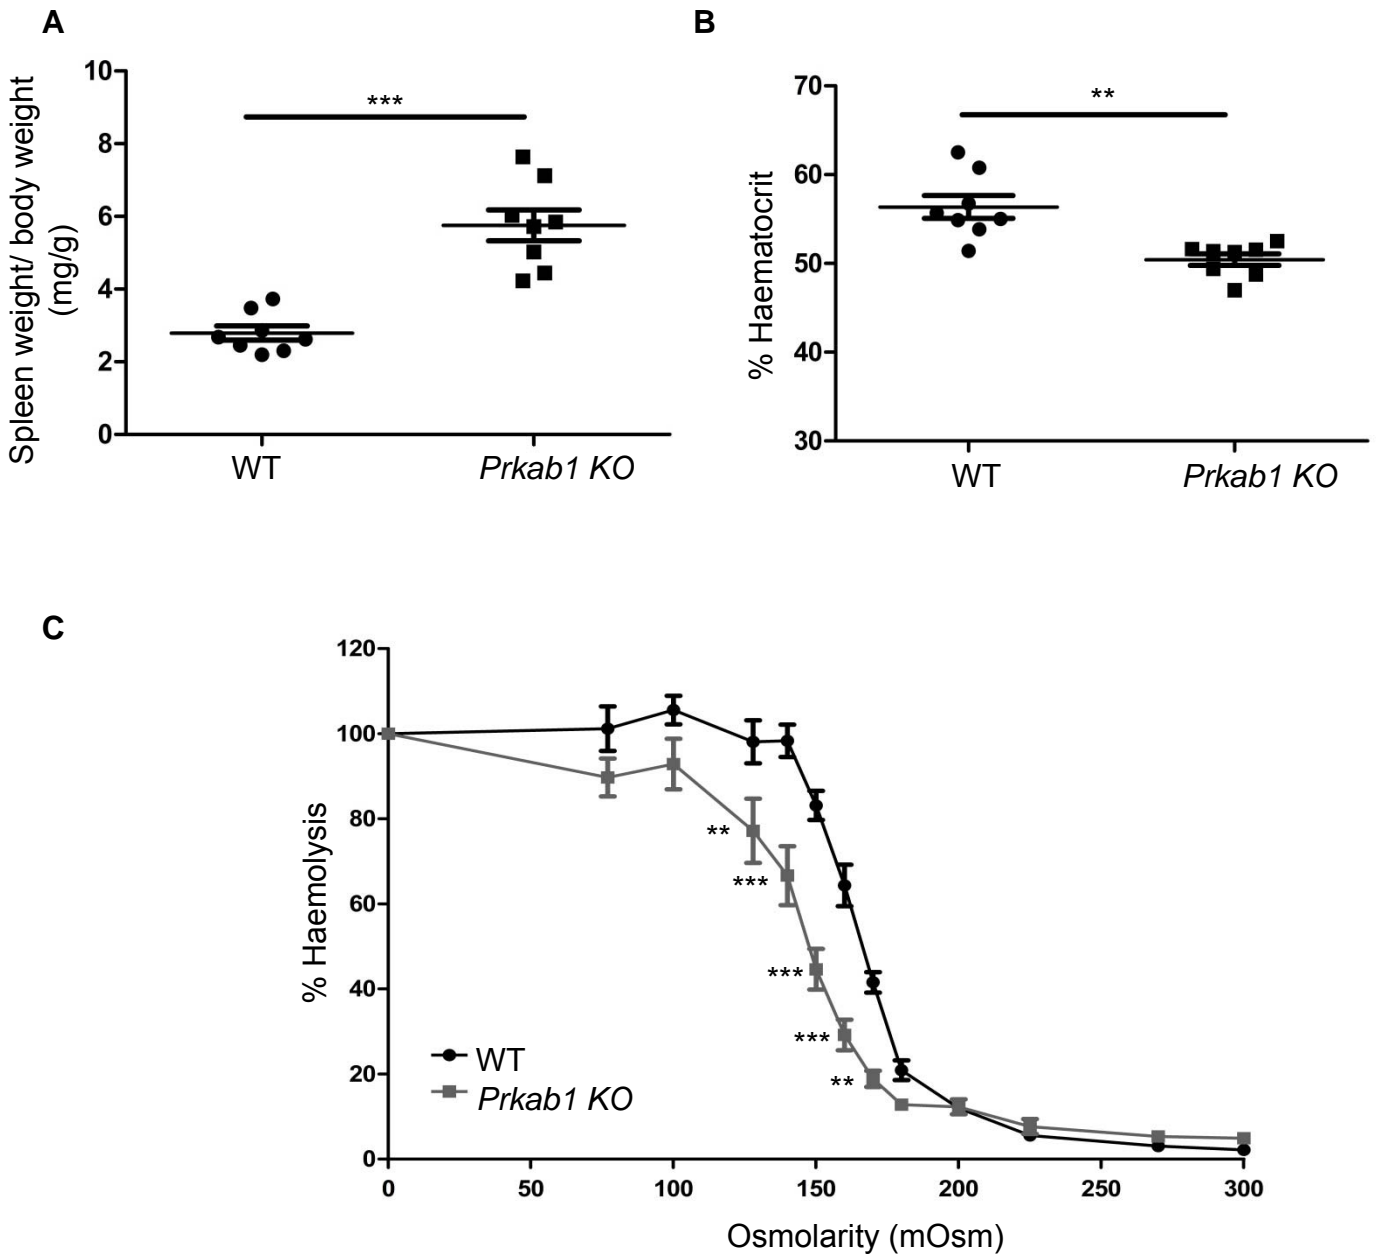 A
Spleen weight/ body weight
(mg/g)
10
8
6
4
2
0
***
WT
Prkab1 KO
B
% Haematocrit
70
60
50
40
30
**
WT
Prkab1 KO
C
% Haemolysis
120
100
80
60
40
20
0
**
***
***
***
**
WT
Prkab1 KO
0 50 100 150 200 250 300
Osmolarity (mOsm)